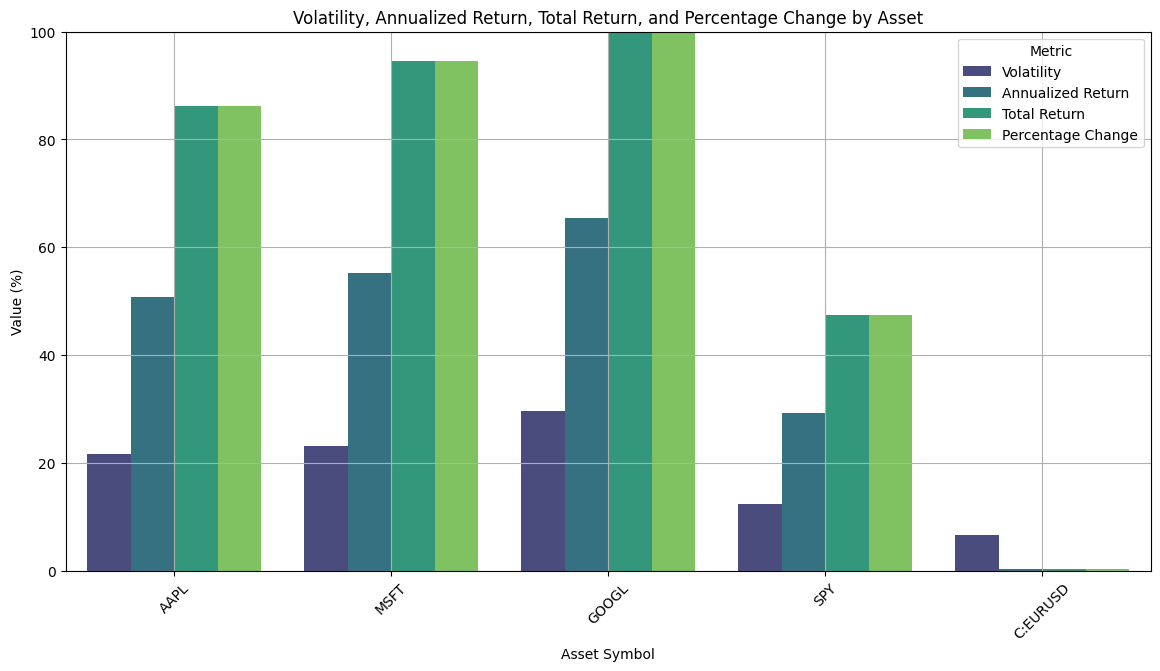 Volatility, Annualized Return, Total Return, and Percentage Change by Asset
Metric
Volatility
Annualized Return
Total Return
Percentage Change
Value (%)
100
80
60
40
20
0
AAPL
MSFT
GOOGL
SPY
C:EURUSD
Asset Symbol